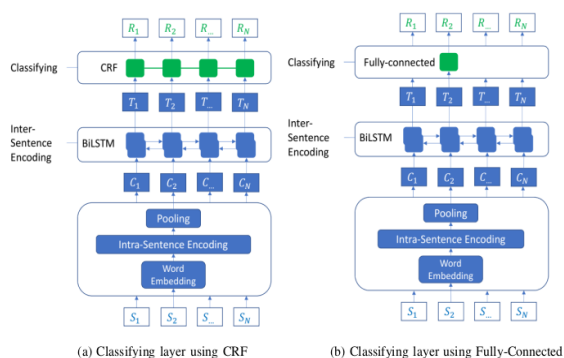 R1 R2 R... RN
Classifying
CRF
T1 T2 T... TN
Inter-
Sentence
Encoding
BiLSTM
C1 C2 C... CN
Pooling
Intra-Sentence Encoding
Word
Embedding
S1 S2 S... SN
(a) Classifying layer using CRF
R1 R2 R... RN
Classifying
Fully-connected
T1 T2 T... TN
Inter-
Sentence
Encoding
BiLSTM
C1 C2 C... CN
Pooling
Intra-Sentence Encoding
Word
Embedding
S1 S2 S... SN
(b) Classifying layer using Fully-Connected